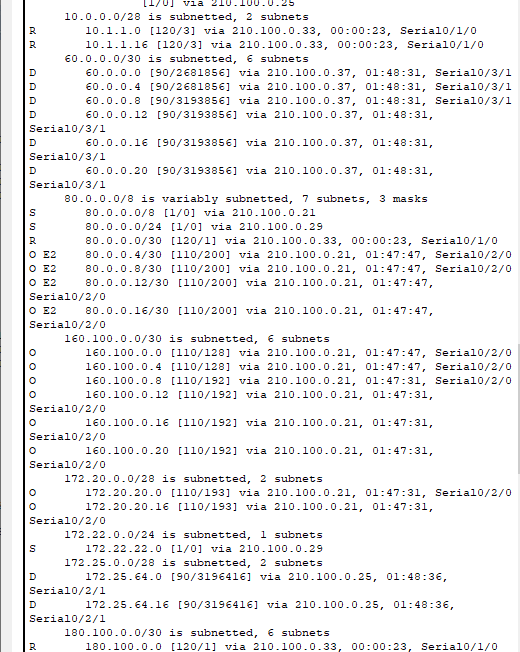 [1/0] via 210.100.0.25
10.0.0.0/28 is subnetted, 2 subnets
R 10.1.1.0 [120/3] via 210.100.0.33, 00:00:23, Serial0/1/0
R 10.1.1.16 [120/3] via 210.100.0.33, 00:00:23, Serial0/1/0
60.0.0.0/30 is subnetted, 6 subnets
D 60.0.0.0 [90/2681856] via 210.100.0.37, 01:48:31, Serial0/3/1
D 60.0.0.4 [90/2681856] via 210.100.0.37, 01:48:31, Serial0/3/1
D 60.0.0.8 [90/3193856] via 210.100.0.37, 01:48:31, Serial0/3/1
D 60.0.0.12 [90/3193856] via 210.100.0.37, 01:48:31,
Serial0/3/1
D 60.0.0.16 [90/3193856] via 210.100.0.37, 01:48:31,
Serial0/3/1
D 60.0.0.20 [90/3193856] via 210.100.0.37, 01:48:31,
Serial0/3/1
80.0.0.0/8 is variably subnetted, 7 subnets, 3 masks
S 80.0.0.0/8 [1/0] via 210.100.0.21
S 80.0.0.0/24 [1/0] via 210.100.0.29
R 80.0.0.0/30 [120/1] via 210.100.0.33, 00:00:23, Serial0/1/0
O E2 80.0.0.4/30 [110/200] via 210.100.0.21, 01:47:47, Serial0/2/0
O E2 80.0.0.8/30 [110/200] via 210.100.0.21, 01:47:47, Serial0/2/0
O E2 80.0.0.12/30 [110/200] via 210.100.0.21, 01:47:47,
Serial0/2/0
O E2 80.0.0.16/30 [110/200] via 210.100.0.21, 01:47:47,
Serial0/2/0
160.100.0.0/30 is subnetted, 6 subnets
O 160.100.0.0 [110/128] via 210.100.0.21, 01:47:47, Serial0/2/0
O 160.100.0.4 [110/128] via 210.100.0.21, 01:47:47, Serial0/2/0
O 160.100.0.8 [110/192] via 210.100.0.21, 01:47:31, Serial0/2/0
O 160.100.0.12 [110/192] via 210.100.0.21, 01:47:31,
Serial0/2/0
O 160.100.0.16 [110/192] via 210.100.0.21, 01:47:31,
Serial0/2/0
O 160.100.0.20 [110/192] via 210.100.0.21, 01:47:31,
Serial0/2/0
172.20.0.0/28 is subnetted, 2 subnets
O 172.20.20.0 [110/193] via 210.100.0.21, 01:47:31, Serial0/2/0
O 172.20.20.16 [110/193] via 210.100.0.21, 01:47:31,
Serial0/2/0
172.22.0.0/24 is subnetted, 1 subnets
S 172.22.22.0 [1/0] via 210.100.0.29
172.25.0.0/28 is subnetted, 2 subnets
D 172.25.64.0 [90/3196416] via 210.100.0.25, 01:48:36,
Serial0/2/1
D 172.25.64.16 [90/3196416] via 210.100.0.25, 01:48:36,
Serial0/2/1
180.100.0.0/30 is subnetted, 6 subnets
R 180.100.0.0 [120/1] via 210.100.0.33, 00:00:23, Serial0/1/0